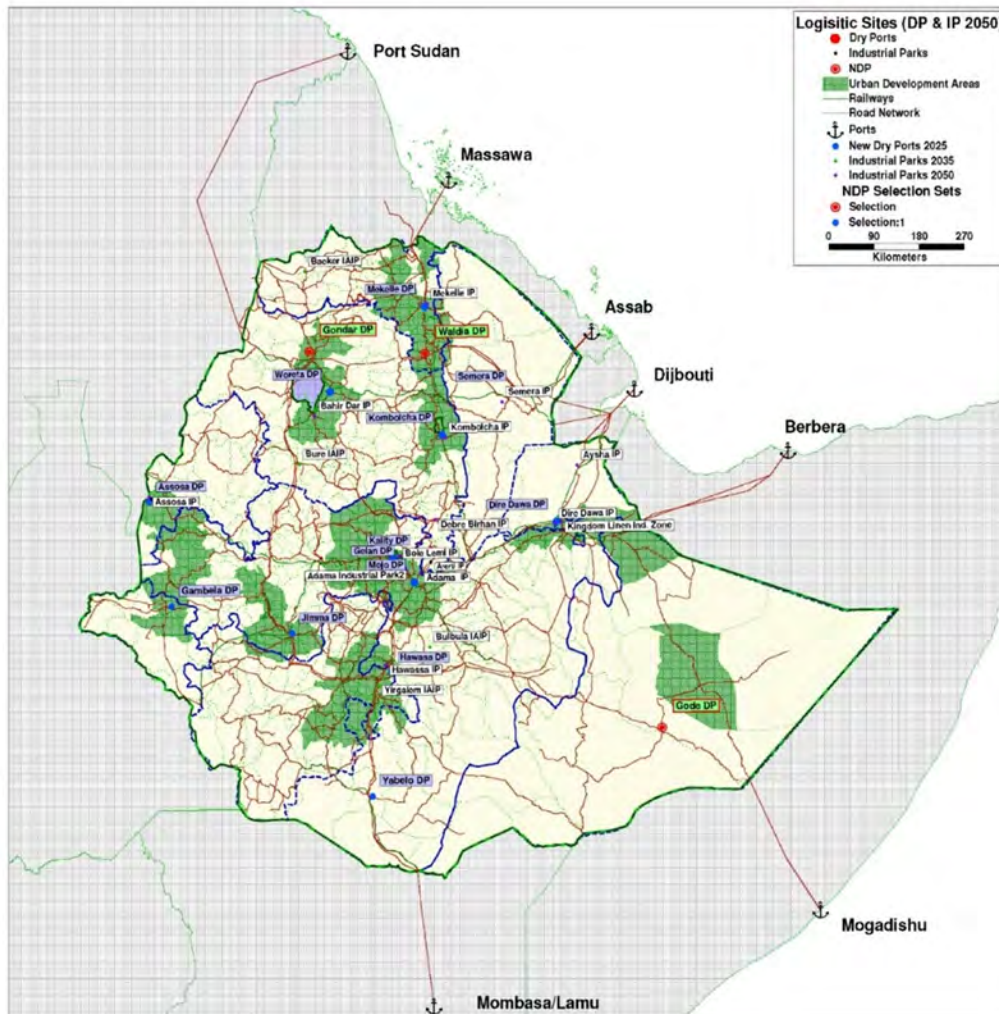 Logisitic Sites (DP & IP 2050)
Dry Ports
Industrial Parks
NDP
Urban Development Areas
Railways
Road Network
Ports
New Dry Ports 2025
Industrial Parks 2035
Industrial Parks 2050
NDP Selection Sets
Selection
Selection:1
0 90 180 270
Kilometers
Port Sudan
Massawa
Baeker IAIP
Mekelle DP
Mekelle IP
Assab
Gondar DP
Waldia DP
Dijbouti
Woreta DP
Semera DP
Semera IP
Bahir Dar IP
Kombolcha DP
Kombolcha IP
Berbera
Bure IAIP
Aysha IP
Assosa DP
Assosa IP
Dire Dawa DP
Dire Dawa IP
Debre Birhan IP
Kingdom Linen Ind. Zone
Kality DP
Gelan DP
Bole Lemi IP
Mojo DP
Adama Industrial Park2
Adama IP
Gambela DP
Jimma DP
Bulbula IAIP
Hawasa DP
Hawassa IP
Yirgalem IAIP
Gode DP
Yabelo DP
Mogadishu
Mombasa/Lamu